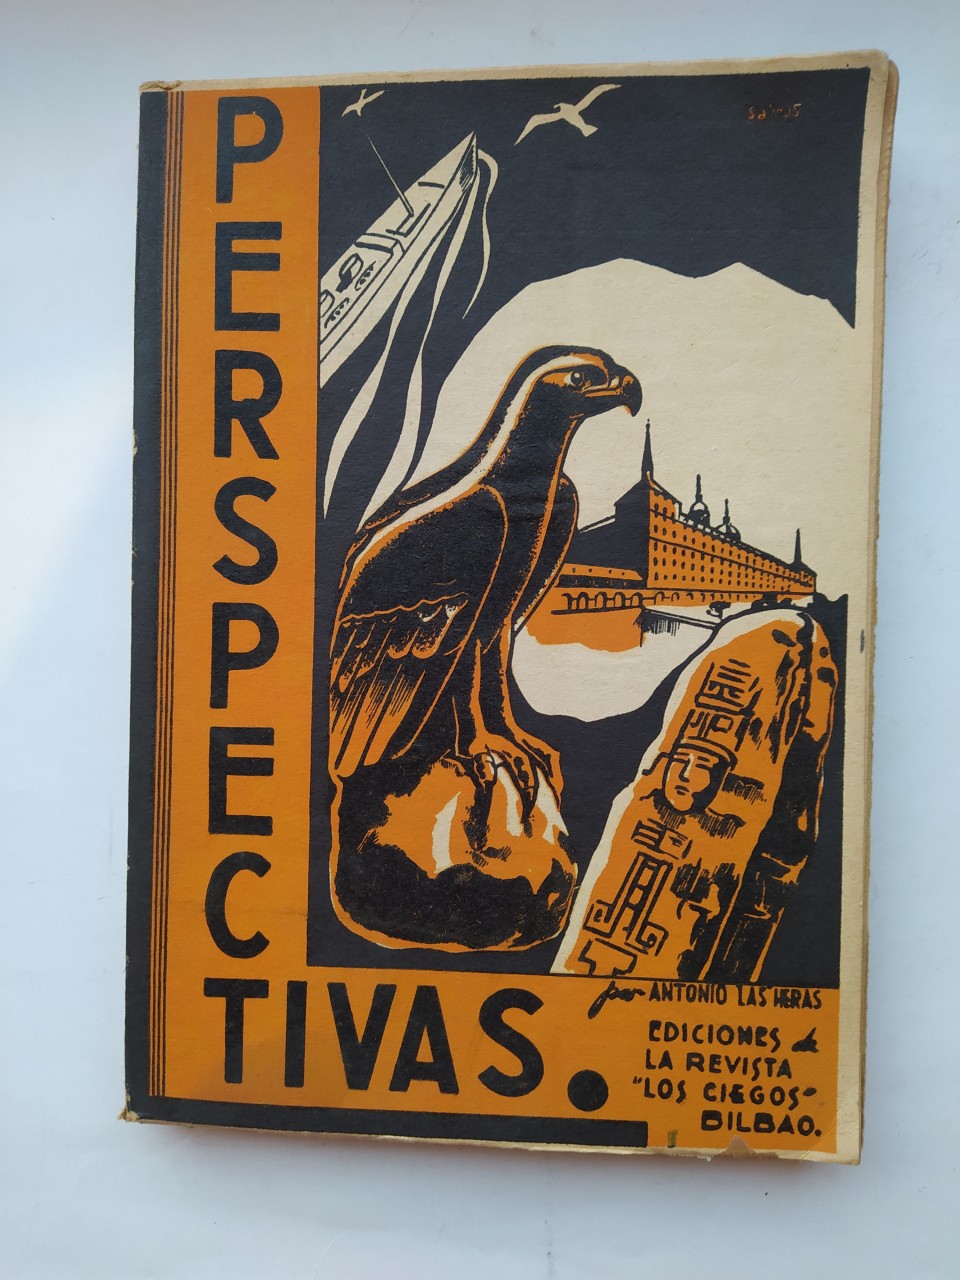 PERSPECTIVAS.
por ANTONIO LAS HERAS
EDICIONES de
LA REVISTA
"LOS CIEGOS"
BILBAO.